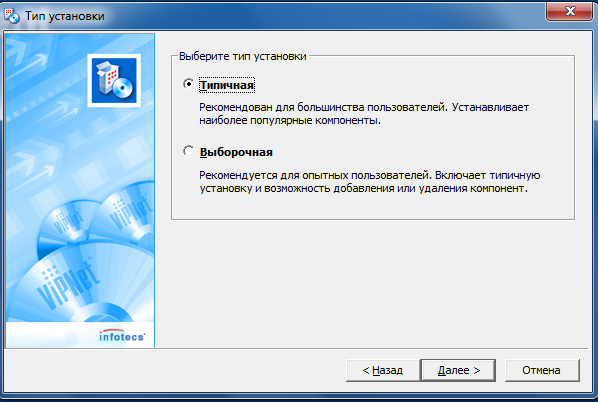 Тип установки
Выберите тип установки
Типичная
Рекомендован для большинства пользователей. Устанавливает
наиболее популярные компоненты.
Выборочная
Рекомендуется для опытных пользователей. Включает типичную
установку и возможность добавления или удаления компонент.
ViPNet
ViPNet
infotecs
< Назад
Далее >
Отмена